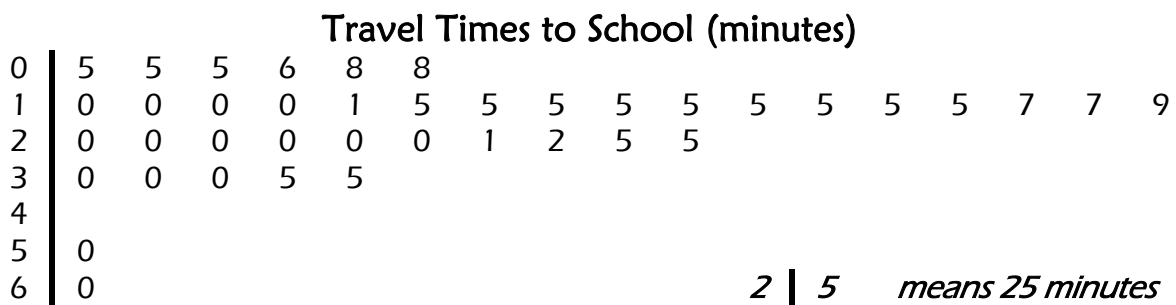 Travel Times to School (minutes)
0 | 5 5 5 6 8 8
1 | 0 0 0 0 1 5 5 5 5 5 5 5 5 5 7 7 9
2 | 0 0 0 0 0 0 1 2 5 5
3 | 0 0 0 5 5
4 |
5 | 0
6 | 0 2 | 5 means 25 minutes